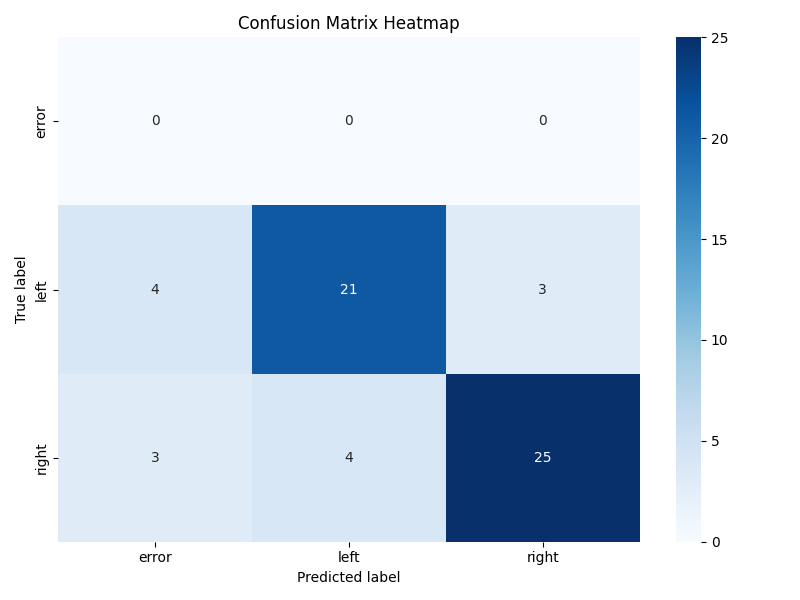 Confusion Matrix Heatmap
True label
error
0 0 0
left
4 21 3
right
3 4 25
error left right
Predicted label
25
20
15
10
5
0